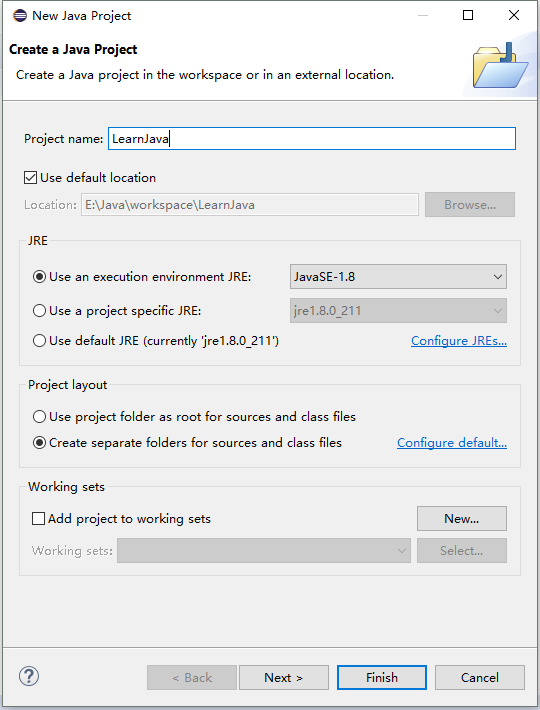 New Java Project
Create a Java Project
Create a Java project in the workspace or in an external location.
Project name: LearnJava
Use default location
Location: E:\Java\workspace\LearnJava Browse...
JRE
Use an execution environment JRE: JavaSE-1.8
Use a project specific JRE: jre1.8.0_211
Use default JRE (currently 'jre1.8.0_211') Configure JREs...
Project layout
Use project folder as root for sources and class files
Create separate folders for sources and class files Configure default...
Working sets
Add project to working sets New...
Working sets: Select...
? < Back Next > Finish Cancel